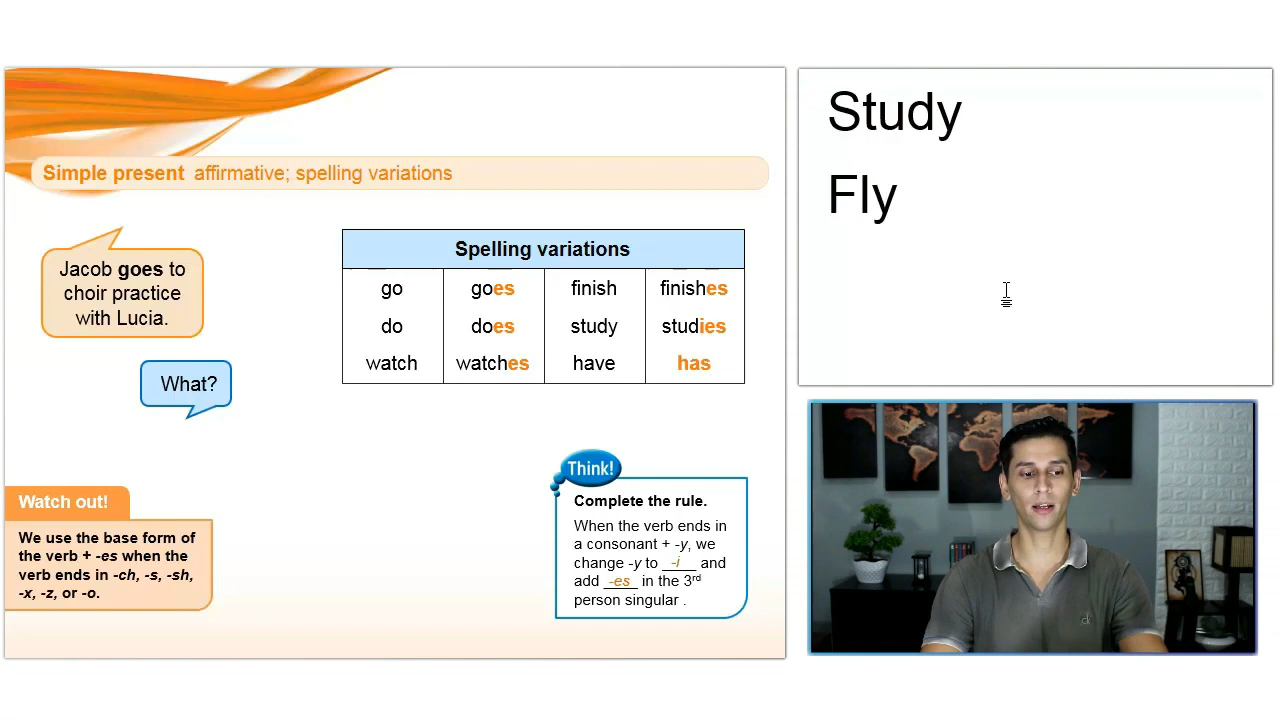 Simple present affirmative; spelling variations
Jacob goes to
choir practice
with Lucia.
What?
Spelling variations
go goes finish finishes
do does study studies
watch watches have has
Watch out!
We use the base form of
the verb + -es when the
verb ends in -ch, -s, -sh,
-x, -z, or -o.
Think!
Complete the rule.
When the verb ends in
a consonant + -y, we
change -y to -i and
add -es in the 3rd
person singular .
Study
Fly
ck